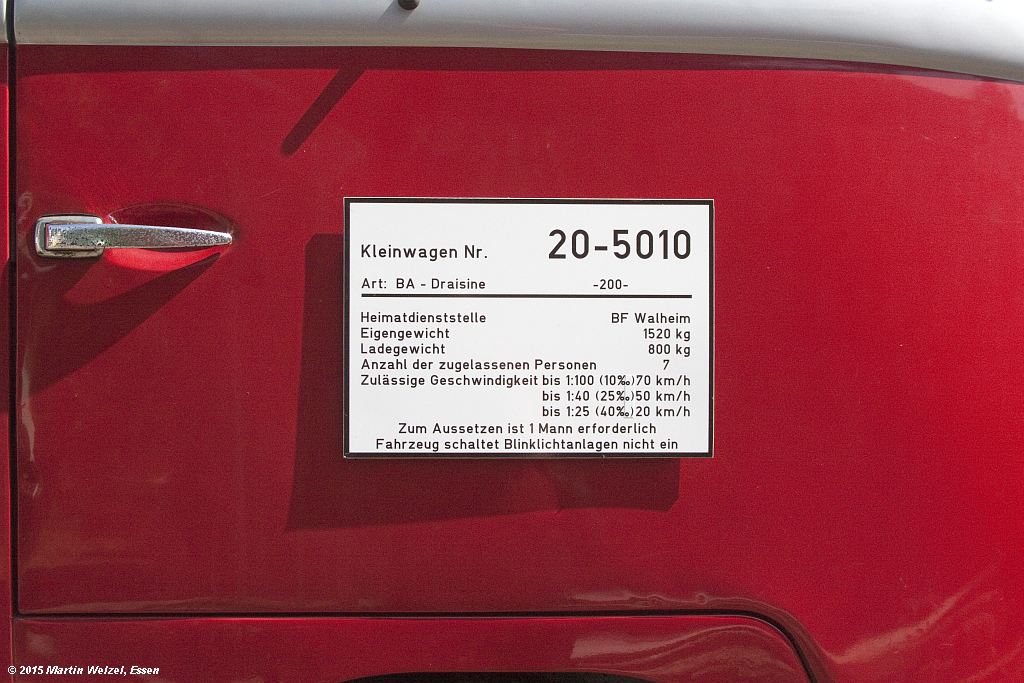 Kleinwagen Nr. 20-5010
Art: BA - Draisine -200-
Heimatdienststelle BF Walheim
Eigengewicht 1520 kg
Ladegewicht 800 kg
Anzahl der zugelassenen Personen 7
Zulässige Geschwindigkeit bis 1:100 (10‰)70 km/h
bis 1:40 (25‰)50 km/h
bis 1:25 (40‰)20 km/h
Zum Aussetzen ist 1 Mann erforderlich
Fahrzeug schaltet Blinklichtanlagen nicht ein
© 2015 Martin Welzel, Essen